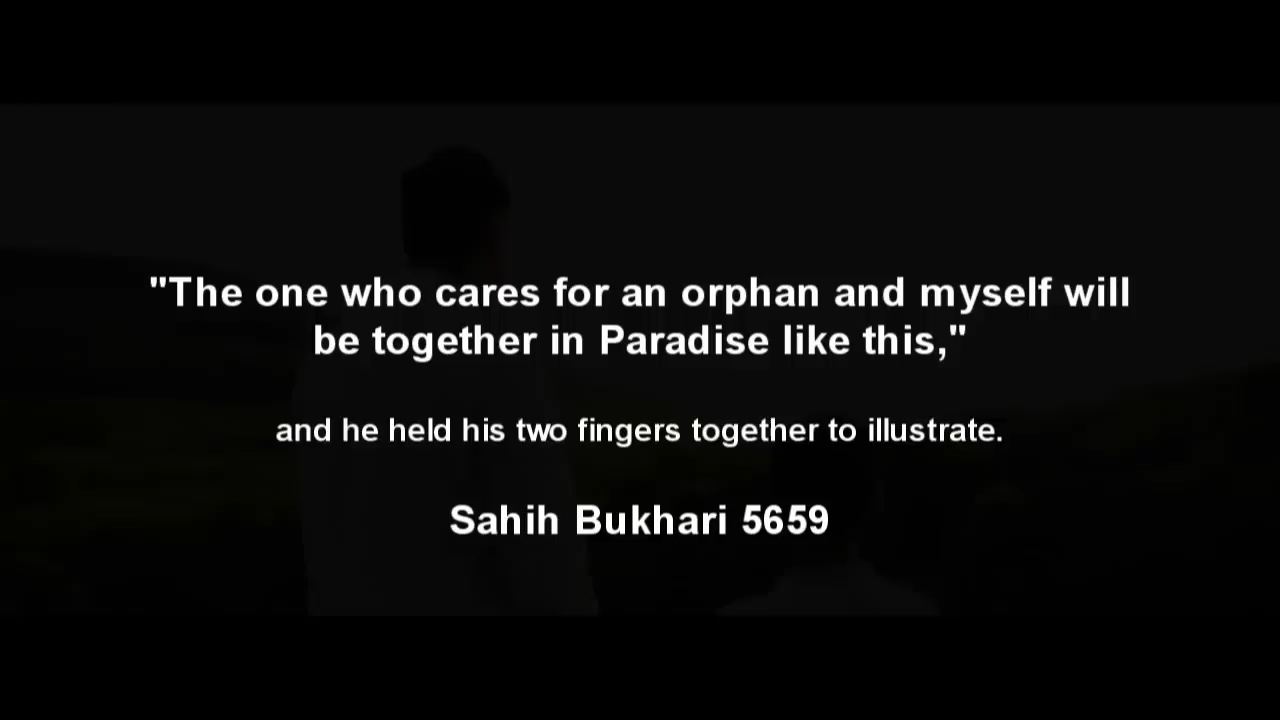 "The one who cares for an orphan and myself will
be together in Paradise like this,"
and he held his two fingers together to illustrate.
Sahih Bukhari 5659